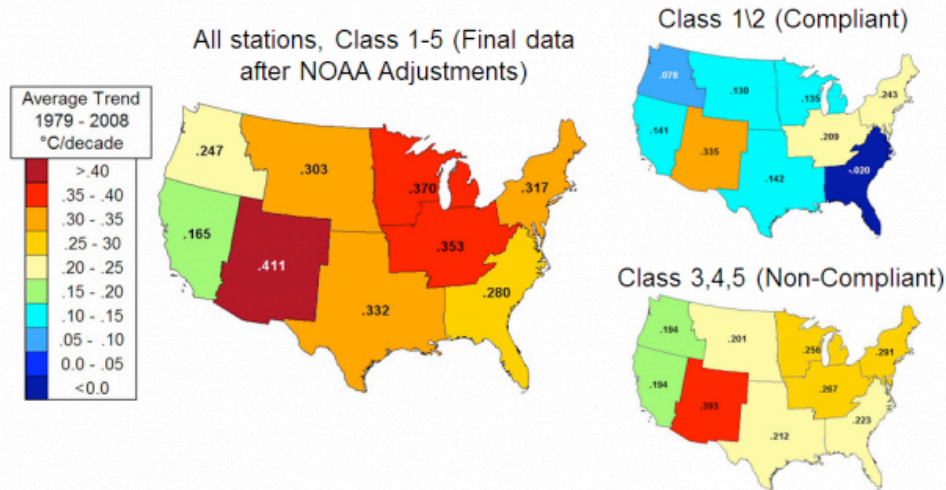 All stations, Class 1-5 (Final data
after NOAA Adjustments)
Average Trend
1979 - 2008
°C/decade
>.40
.35 - .40
.30 - .35
.25 - .30
.20 - .25
.15 - .20
.10 - .15
.05 - .10
0.0 - .05
<0.0
.247
.303
.370
.317
.165
.411
.353
.332
.280
Class 1\2 (Compliant)
.078
.130
.135
.243
.141
.335
.209
.142
-.020
Class 3,4,5 (Non-Compliant)
.194
.201
.256
.291
.194
.393
.267
.212
.223